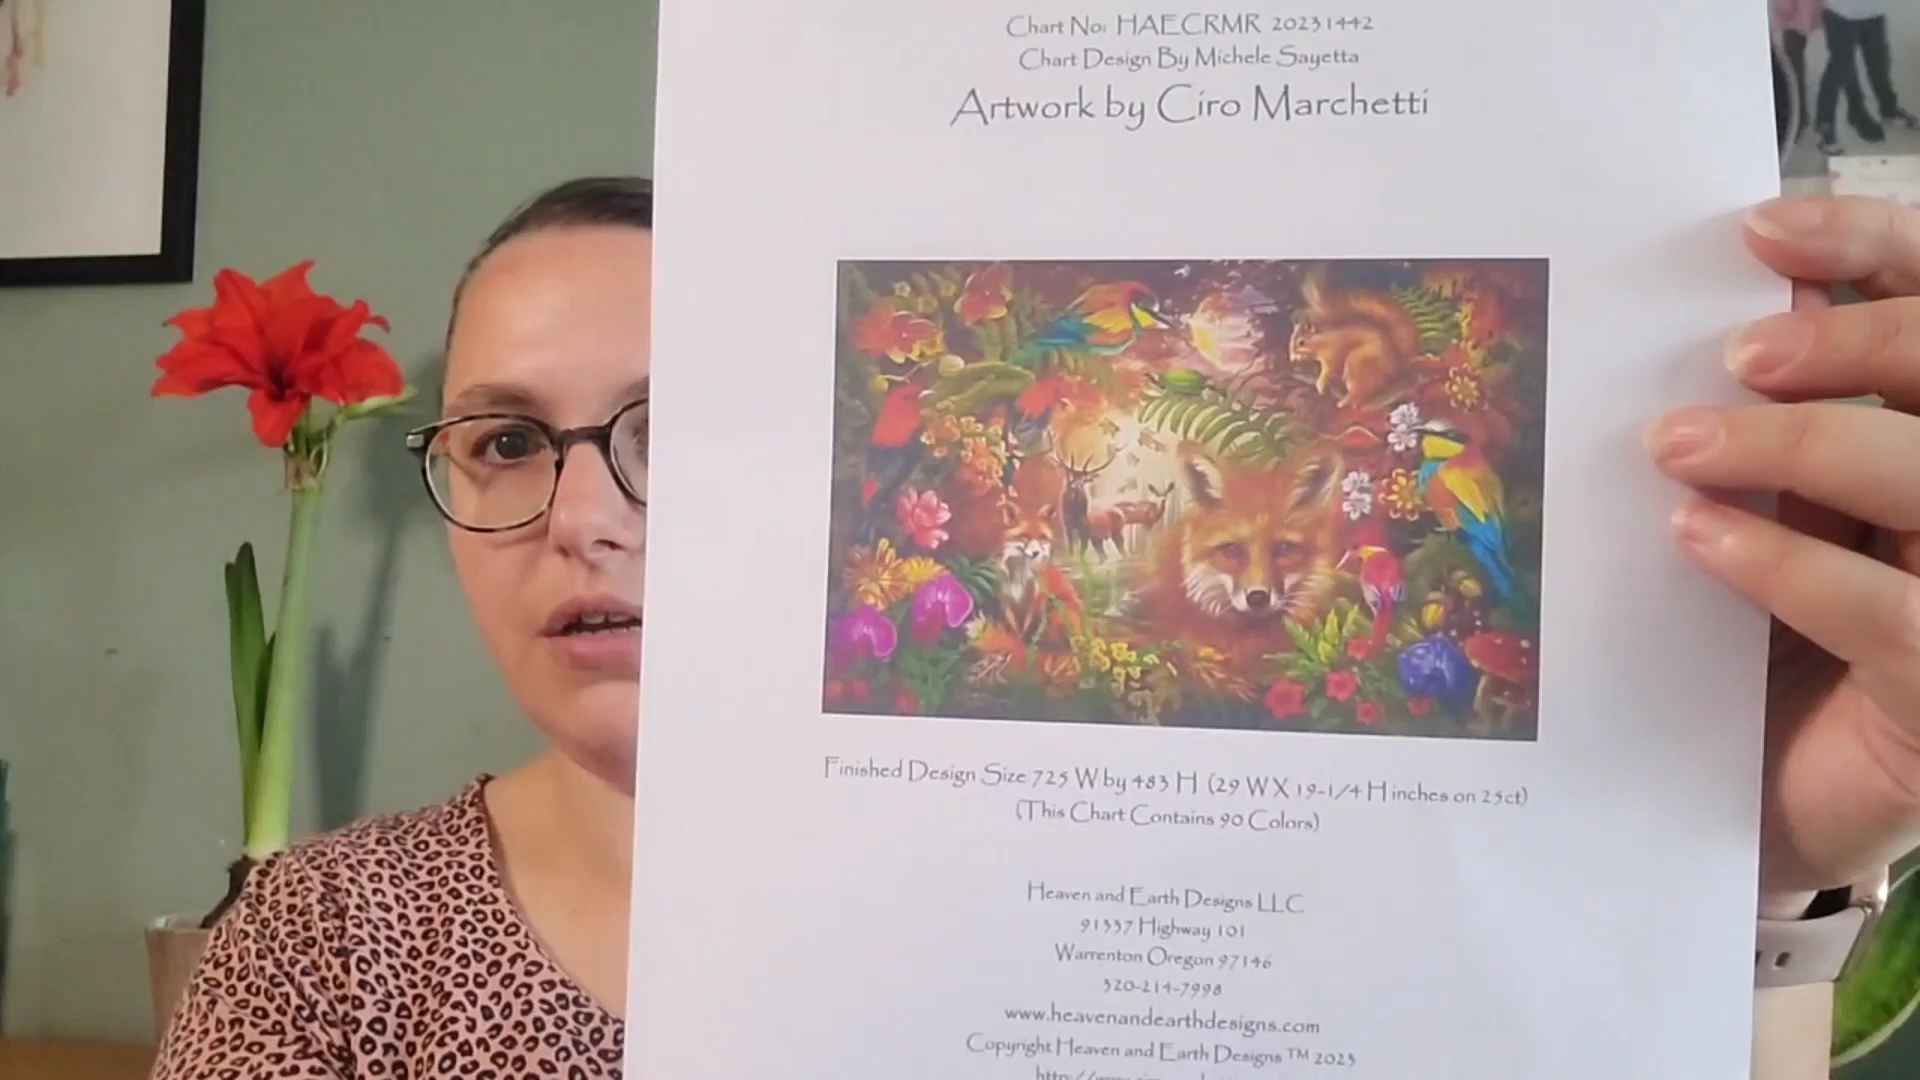 Chart No: HAECRMR 20231442
Chart Design By Michele Sayetta
Artwork by Ciro Marchetti
Finished Design Size 725 W by 483 H (29 W X 19-1/4 H inches on 25ct)
(This Chart Contains 90 Colors)
Heaven and Earth Designs LLC
91337 Highway 101
Warrenton Oregon 97146
320-214-7998
www.heavenandearthdesigns.com
Copyright Heaven and Earth Designs ™ 2023